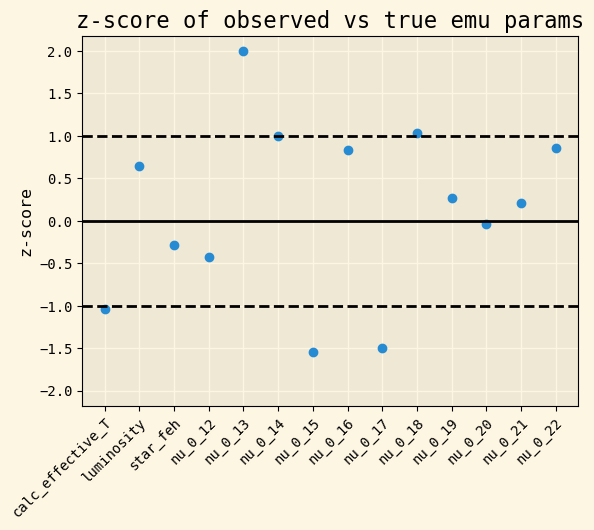 z-score of observed vs true emu params
z-score
2.0
1.5
1.0
0.5
0.0
−0.5
−1.0
−1.5
−2.0
calc_effective_T
luminosity
star_feh
nu_0_12
nu_0_13
nu_0_14
nu_0_15
nu_0_16
nu_0_17
nu_0_18
nu_0_19
nu_0_20
nu_0_21
nu_0_22